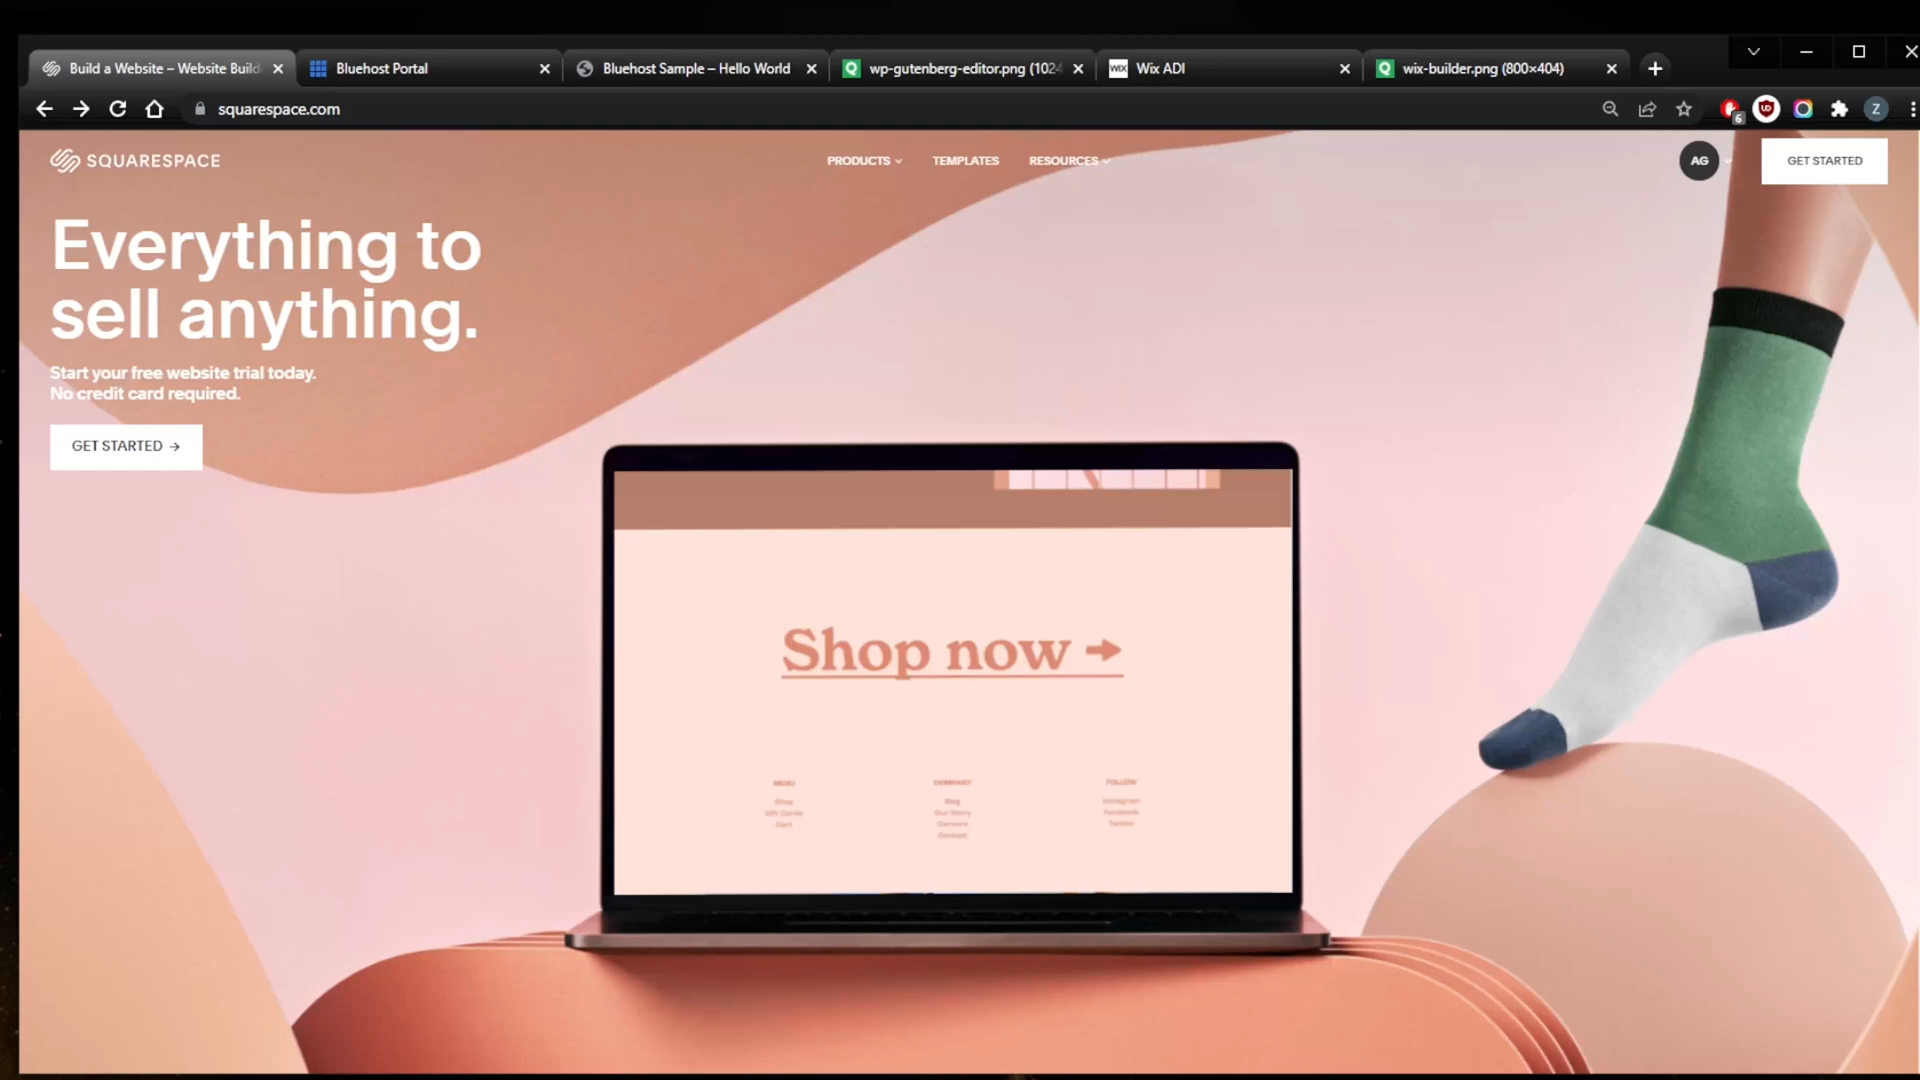 Build a Website – Website Build
Bluehost Portal
Bluehost Sample – Hello World
wp-gutenberg-editor.png (1024
WIX
Wix ADI
wix-builder.png (800×404)
squarespace.com
6
Z
SQUARESPACE
PRODUCTS
TEMPLATES
RESOURCES
AG
GET STARTED
Everything to
sell anything.
Start your free website trial today.
No credit card required.
GET STARTED →
Shop now →
MENU
COMPANY
FOLLOW
Shop
Blog
Instagram
Gift Cards
Our Story
Facebook
Cart
Careers
Twitter
Contact